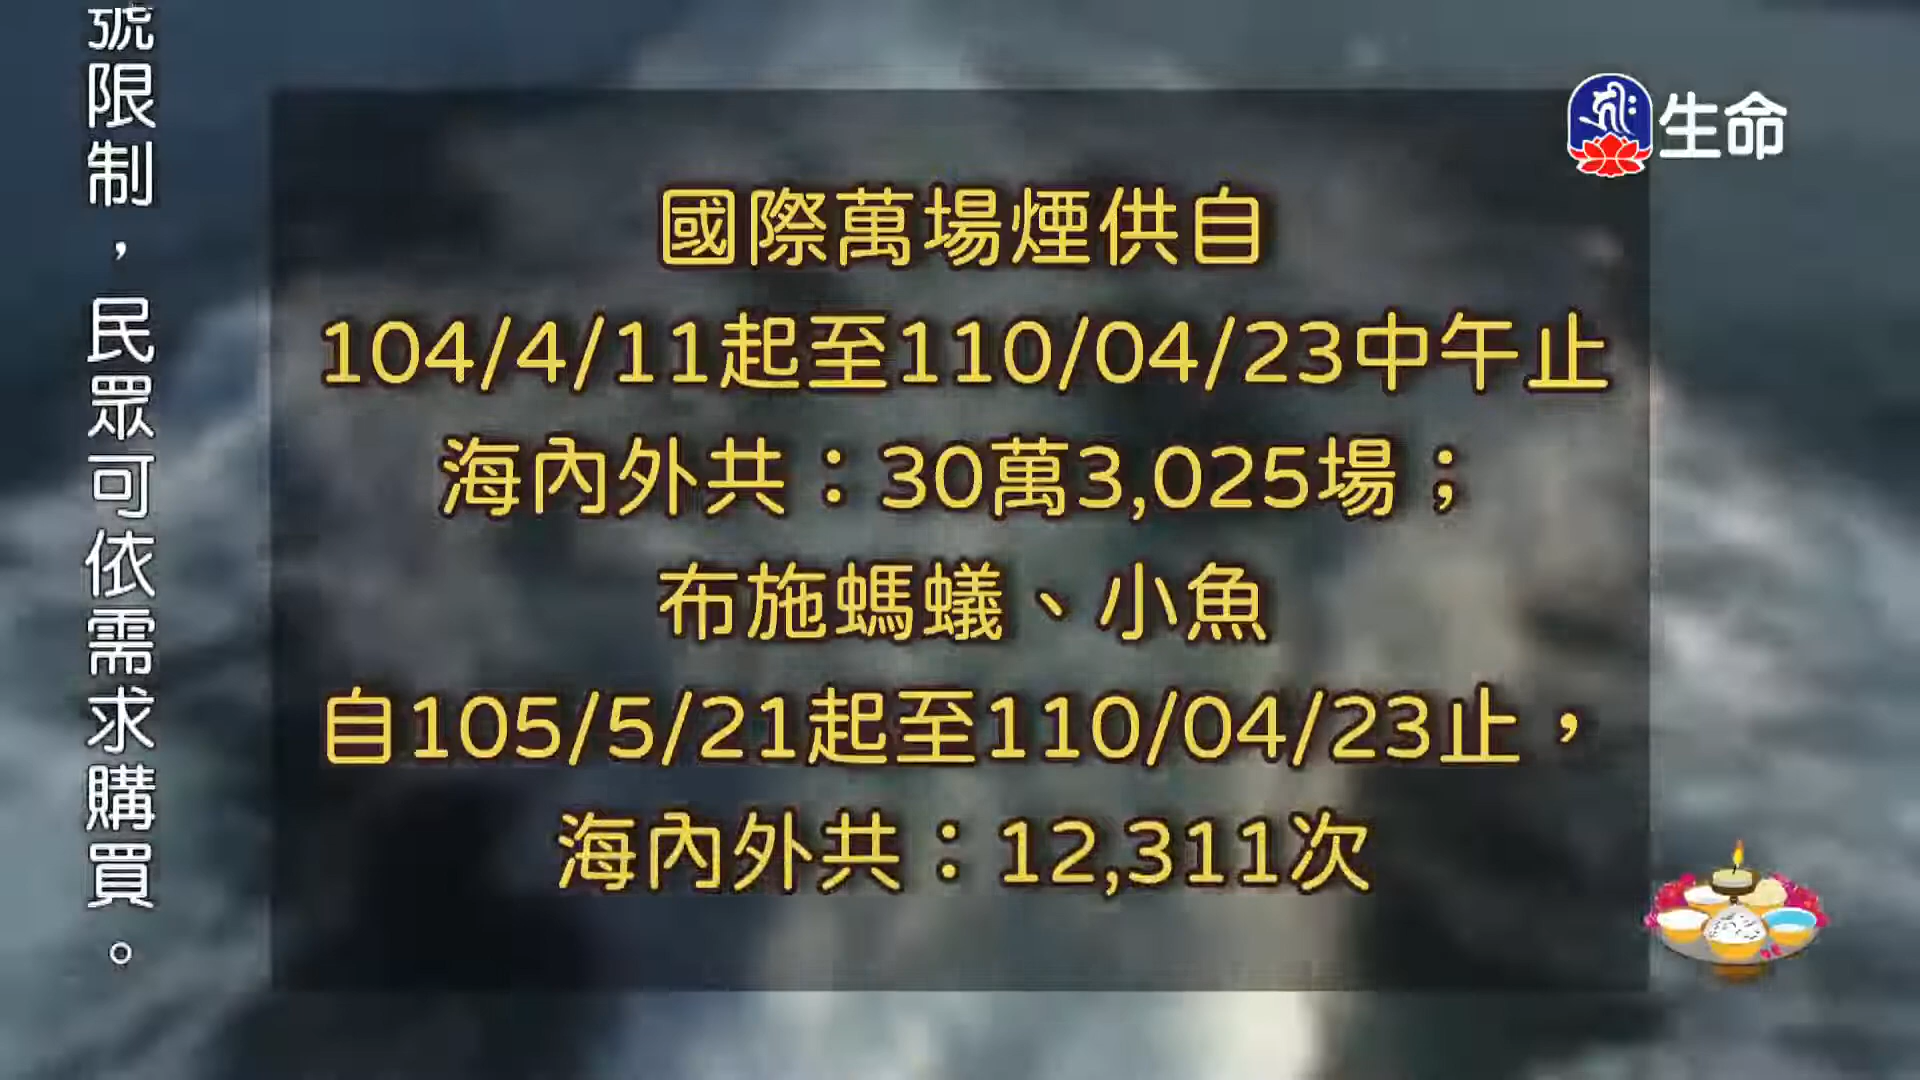 號限制，民眾可依需求購買。
生命
國際萬場煙供自
104/4/11起至110/04/23中午止
海內外共：30萬3,025場；
布施螞蟻、小魚
自105/5/21起至110/04/23止，
海內外共：12,311次